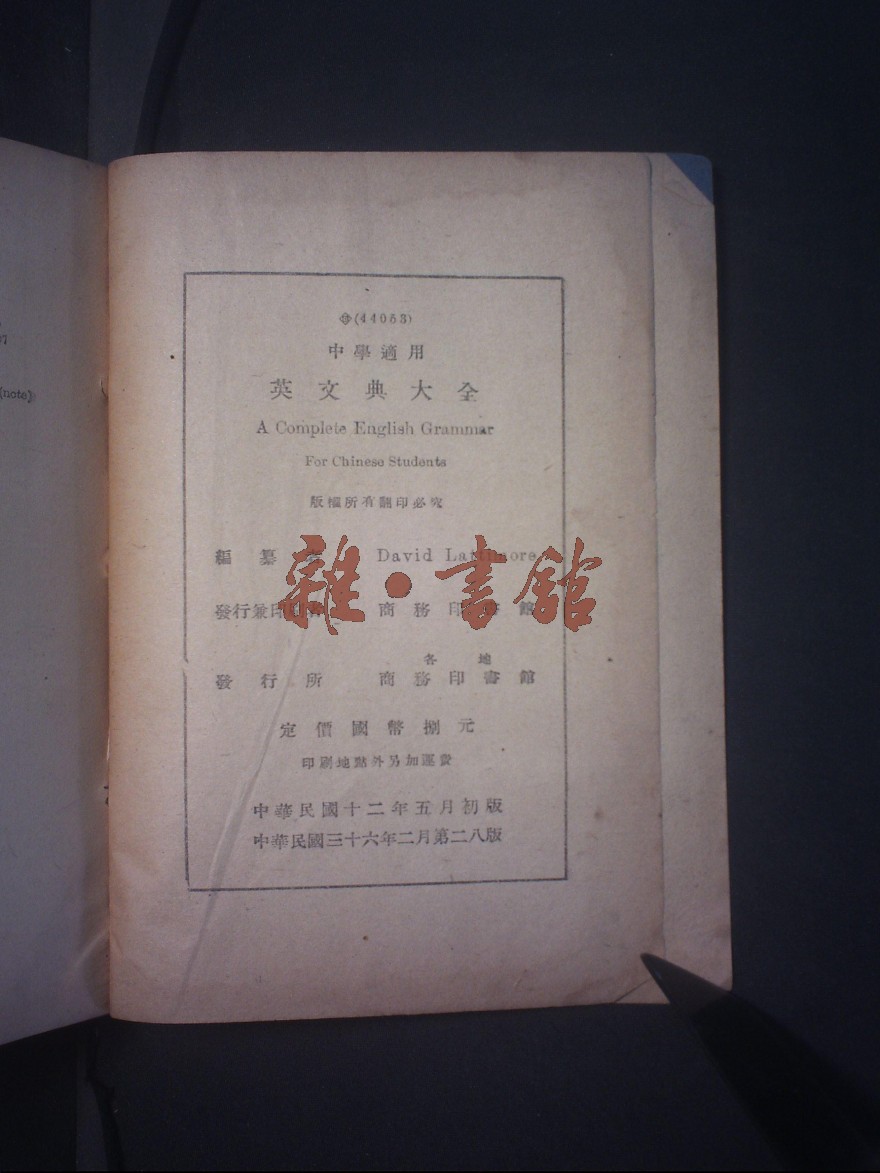 7
(note)
(44053)
中學適用
英文典大全
A Complete English Grammar
For Chinese Students
版權所有翻印必究
編纂者 David Lattimore
發行兼印刷者 商務印書館
各地
發行所 商務印書館
定價國幣捌元
印刷地點外另加運費
中華民國十二年五月初版
中華民國三十六年二月第二八版
雜·書館